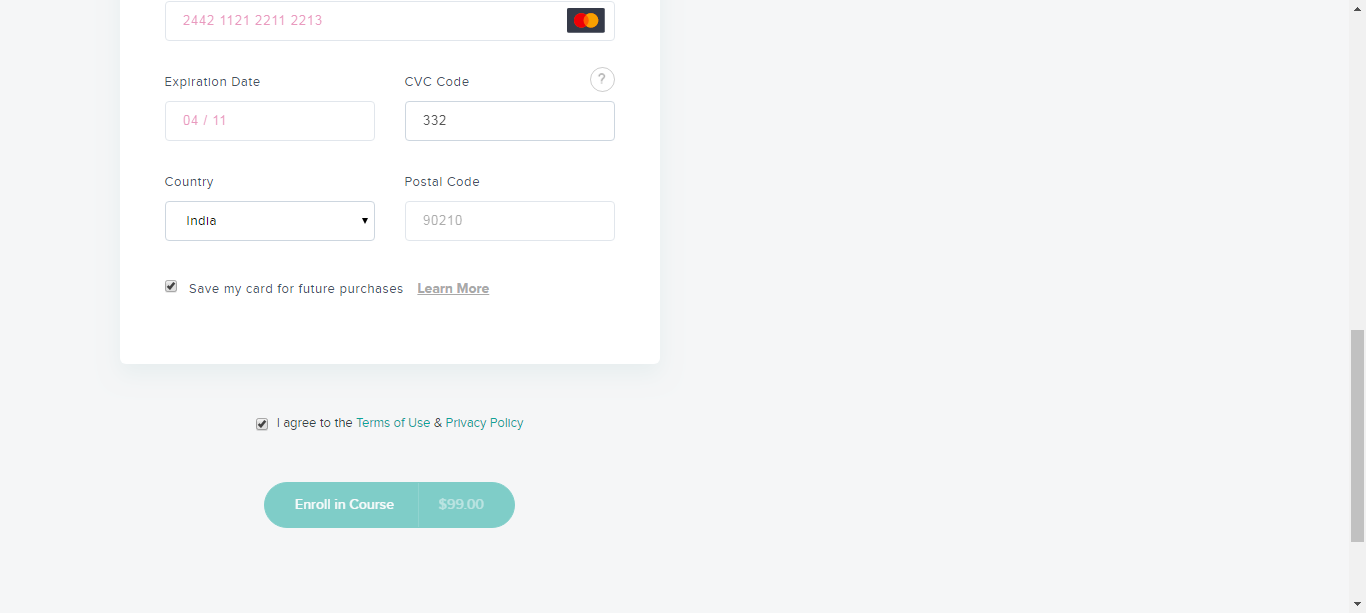 2442 1121 2211 2213
Expiration Date CVC Code ?
04 / 11 332
Country Postal Code
India 90210
Save my card for future purchases Learn More
I agree to the Terms of Use & Privacy Policy
Enroll in Course $99.00